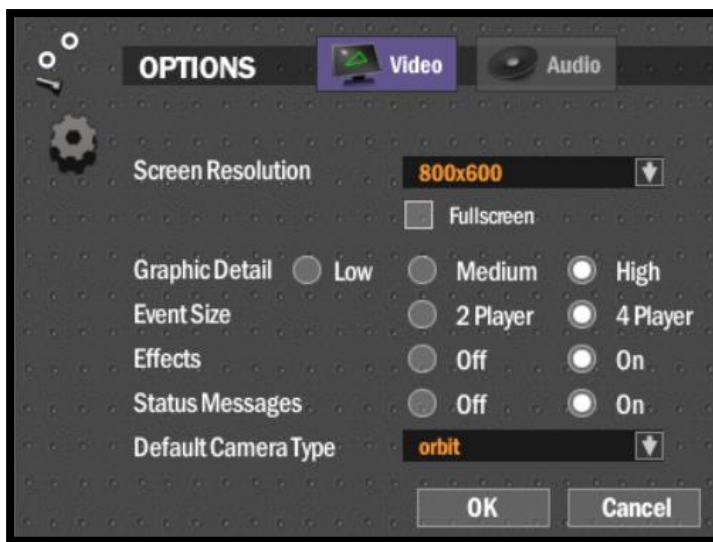 OPTIONS Video Audio
Screen Resolution 800x600
Fullscreen
Graphic Detail Low Medium High
Event Size 2 Player 4 Player
Effects Off On
Status Messages Off On
Default Camera Type orbit
OK Cancel